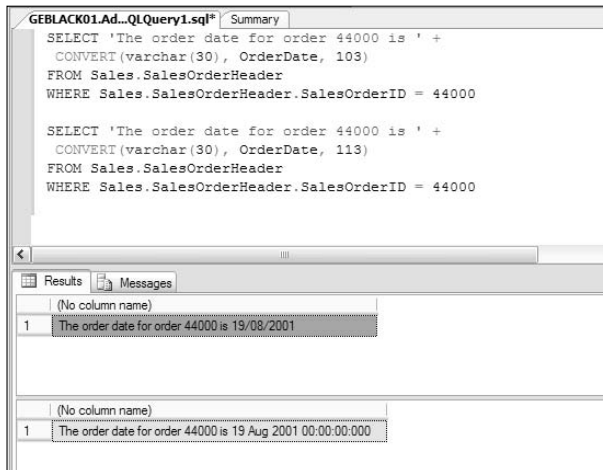 GEBLACK01.Ad...QLQuery1.sql* Summary
SELECT 'The order date for order 44000 is ' +
CONVERT(varchar(30), OrderDate, 103)
FROM Sales.SalesOrderHeader
WHERE Sales.SalesOrderHeader.SalesOrderID = 44000
SELECT 'The order date for order 44000 is ' +
CONVERT(varchar(30), OrderDate, 113)
FROM Sales.SalesOrderHeader
WHERE Sales.SalesOrderHeader.SalesOrderID = 44000
Results Messages
(No column name)
1 The order date for order 44000 is 19/08/2001
(No column name)
1 The order date for order 44000 is 19 Aug 2001 00:00:00:000